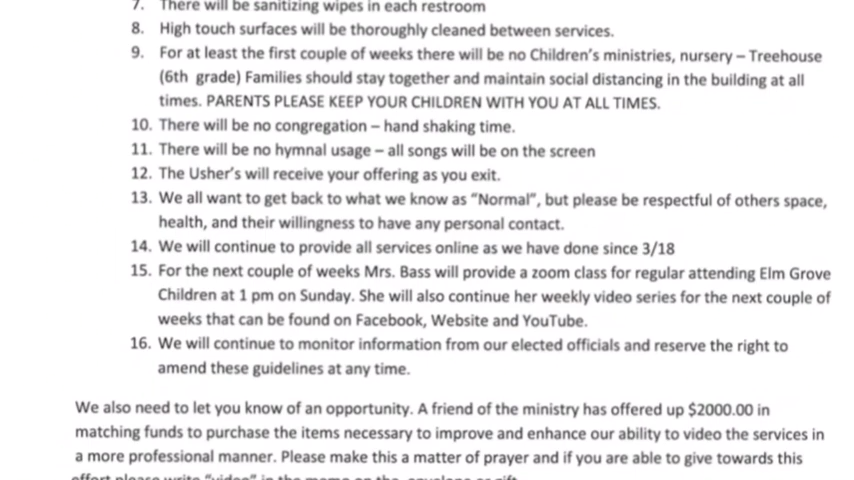 7. There will be sanitizing wipes in each restroom
8. High touch surfaces will be thoroughly cleaned between services.
9. For at least the first couple of weeks there will be no Children's ministries, nursery – Treehouse
(6th grade) Families should stay together and maintain social distancing in the building at all
times. PARENTS PLEASE KEEP YOUR CHILDREN WITH YOU AT ALL TIMES.
10. There will be no congregation – hand shaking time.
11. There will be no hymnal usage – all songs will be on the screen
12. The Usher's will receive your offering as you exit.
13. We all want to get back to what we know as "Normal", but please be respectful of others space,
health, and their willingness to have any personal contact.
14. We will continue to provide all services online as we have done since 3/18
15. For the next couple of weeks Mrs. Bass will provide a zoom class for regular attending Elm Grove
Children at 1 pm on Sunday. She will also continue her weekly video series for the next couple of
weeks that can be found on Facebook, Website and YouTube.
16. We will continue to monitor information from our elected officials and reserve the right to
amend these guidelines at any time.
We also need to let you know of an opportunity. A friend of the ministry has offered up $2000.00 in
matching funds to purchase the items necessary to improve and enhance our ability to video the services in
a more professional manner. Please make this a matter of prayer and if you are able to give towards this
effort please write "video" in the memo on the envelope or gift